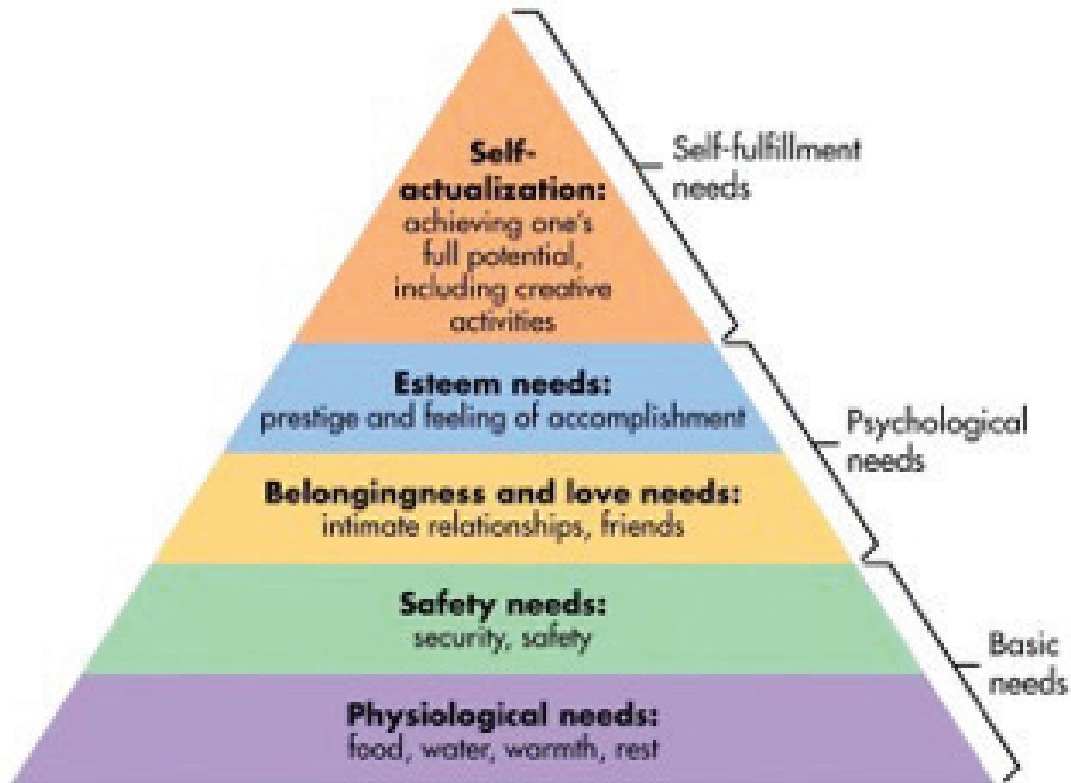 Self-
actualization:
achieving one's
full potential,
including creative
activities
Self-fulfillment
needs
Esteem needs:
prestige and feeling of accomplishment
Belongingness and love needs:
intimate relationships, friends
Psychological
needs
Safety needs:
security, safety
Physiological needs:
food, water, warmth, rest
Basic
needs